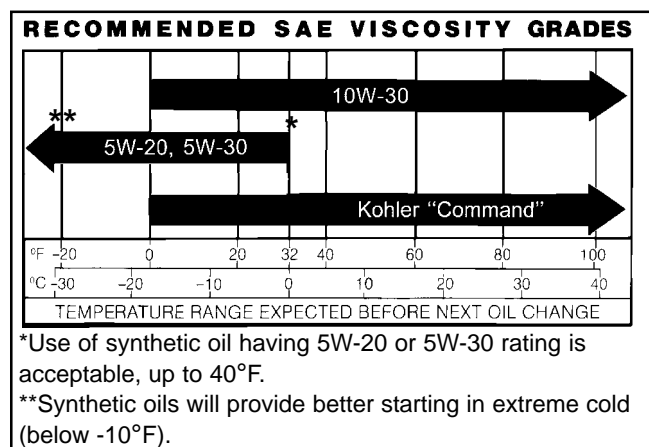 RECOMMENDED SAE VISCOSITY GRADES
10W-30
** *
5W-20, 5W-30
Kohler "Command"
°F -20 0 20 32 40 60 80 100
°C -30 -20 -10 0 10 20 30 40
TEMPERATURE RANGE EXPECTED BEFORE NEXT OIL CHANGE
*Use of synthetic oil having 5W-20 or 5W-30 rating is
acceptable, up to 40°F.
**Synthetic oils will provide better starting in extreme cold
(below -10°F).